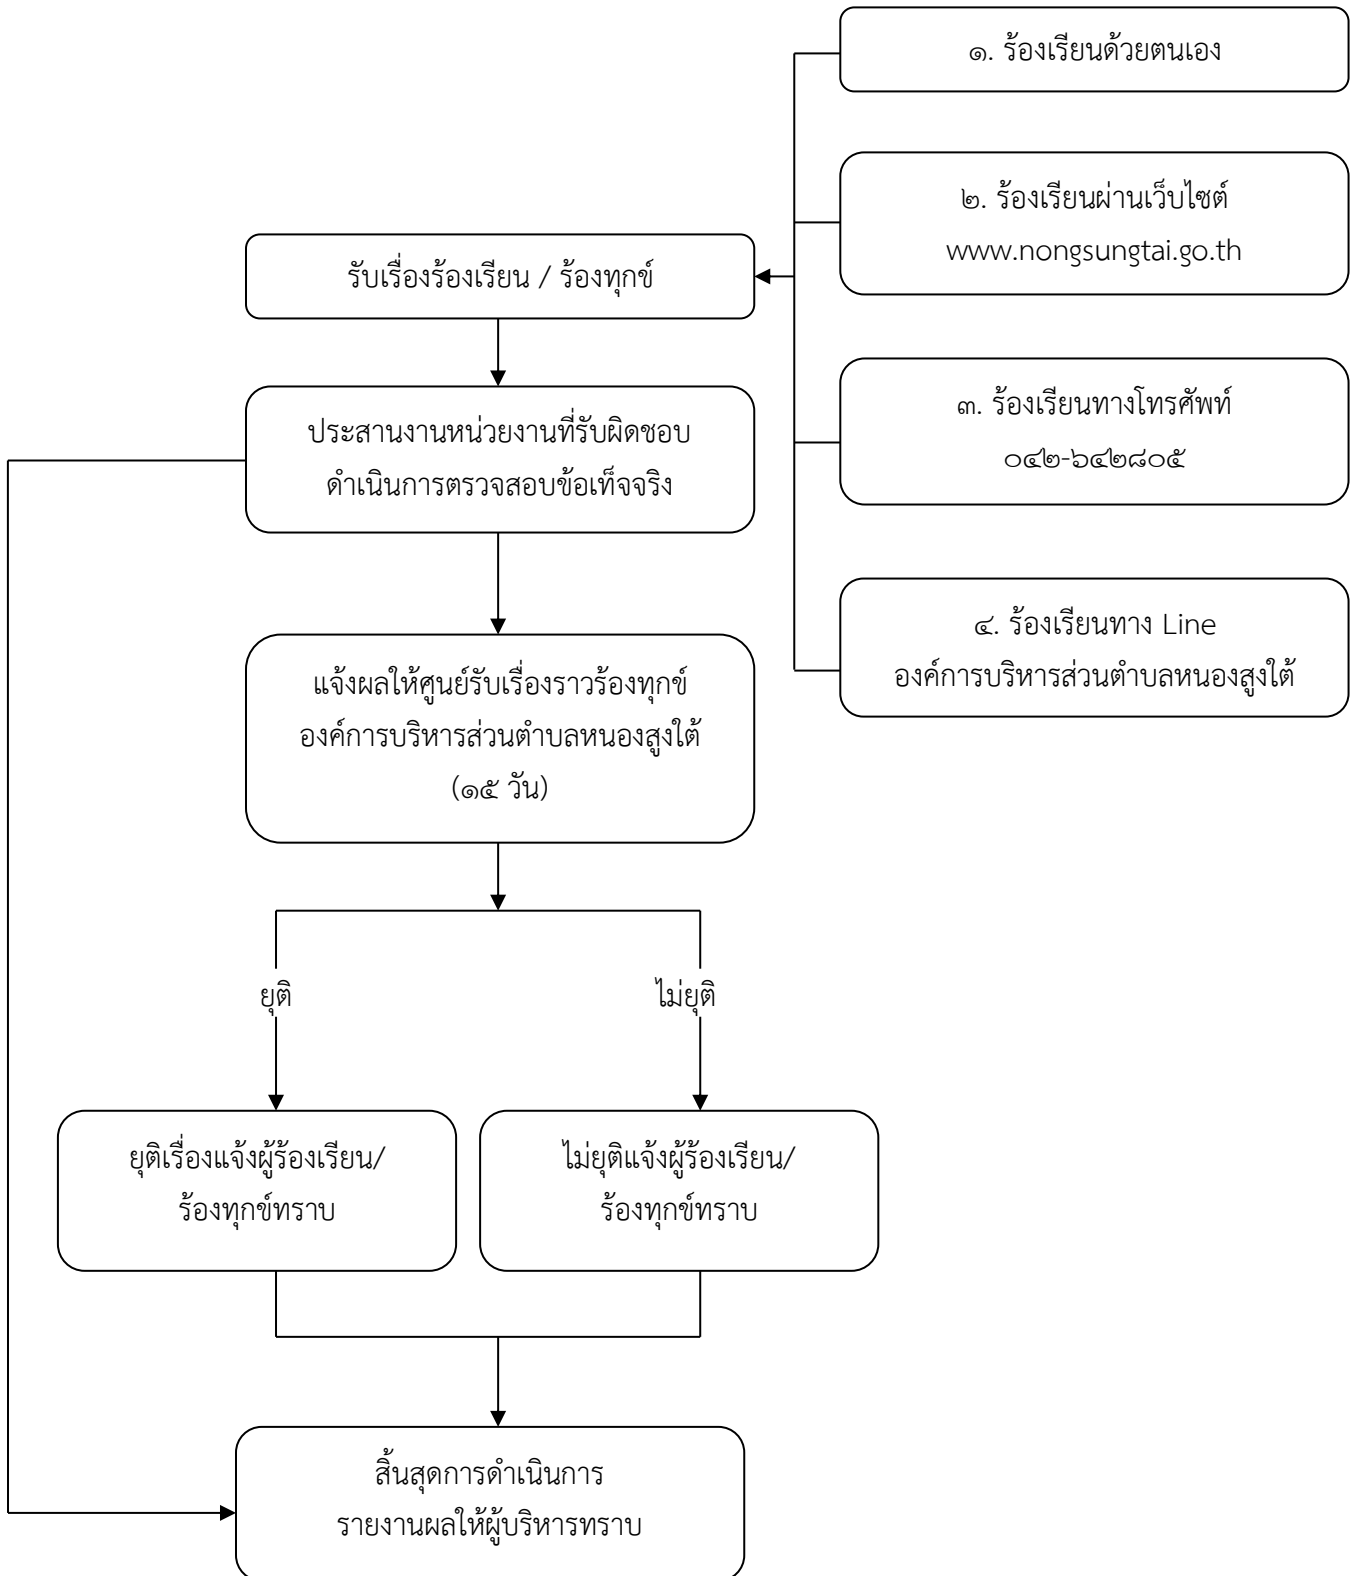 ๑. ร้องเรียนด้วยตนเอง
๒. ร้องเรียนผ่านเว็บไซต์
www.nongsungtai.go.th
๓. ร้องเรียนทางโทรศัพท์
๐๔๒-๖๔๒๘๐๕
๔. ร้องเรียนทาง Line
องค์การบริหารส่วนตำบลหนองสูงใต้
รับเรื่องร้องเรียน / ร้องทุกข์
ประสานงานหน่วยงานที่รับผิดชอบ
ดำเนินการตรวจสอบข้อเท็จจริง
แจ้งผลให้ศูนย์รับเรื่องราวร้องทุกข์
องค์การบริหารส่วนตำบลหนองสูงใต้
(๑๕ วัน)
ยุติ
ไม่ยุติ
ยุติเรื่องแจ้งผู้ร้องเรียน/
ร้องทุกข์ทราบ
ไม่ยุติแจ้งผู้ร้องเรียน/
ร้องทุกข์ทราบ
สิ้นสุดการดำเนินการ
รายงานผลให้ผู้บริหารทราบ